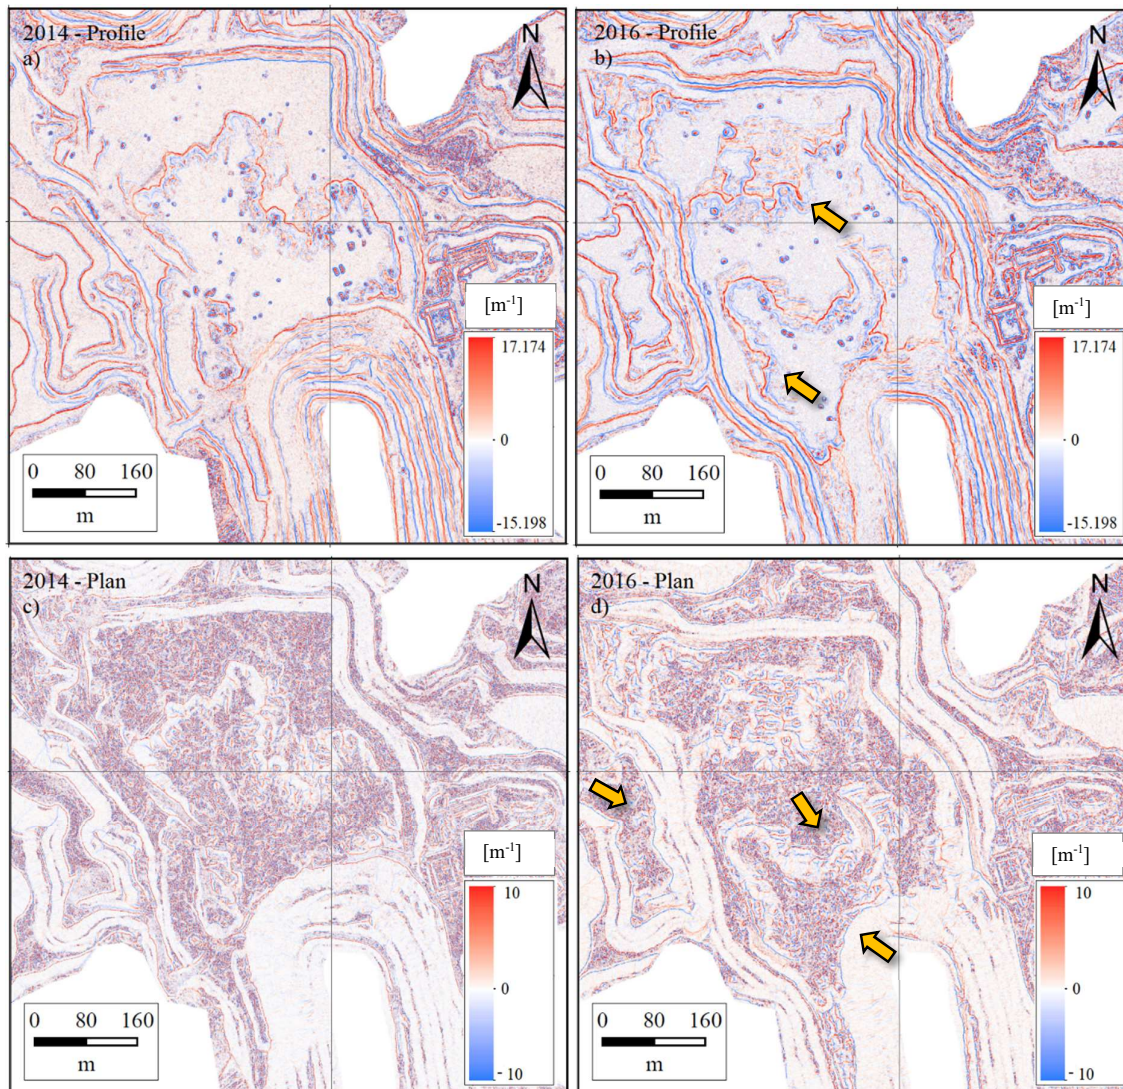 2014 - Profile
a)
N
[m⁻¹]
17.174
0
-15.198
0 80 160
m
2016 - Profile
b)
N
[m⁻¹]
17.174
0
-15.198
0 80 160
m
2014 - Plan
c)
N
[m⁻¹]
10
0
- 10
0 80 160
m
2016 - Plan
d)
N
[m⁻¹]
10
0
- 10
0 80 160
m